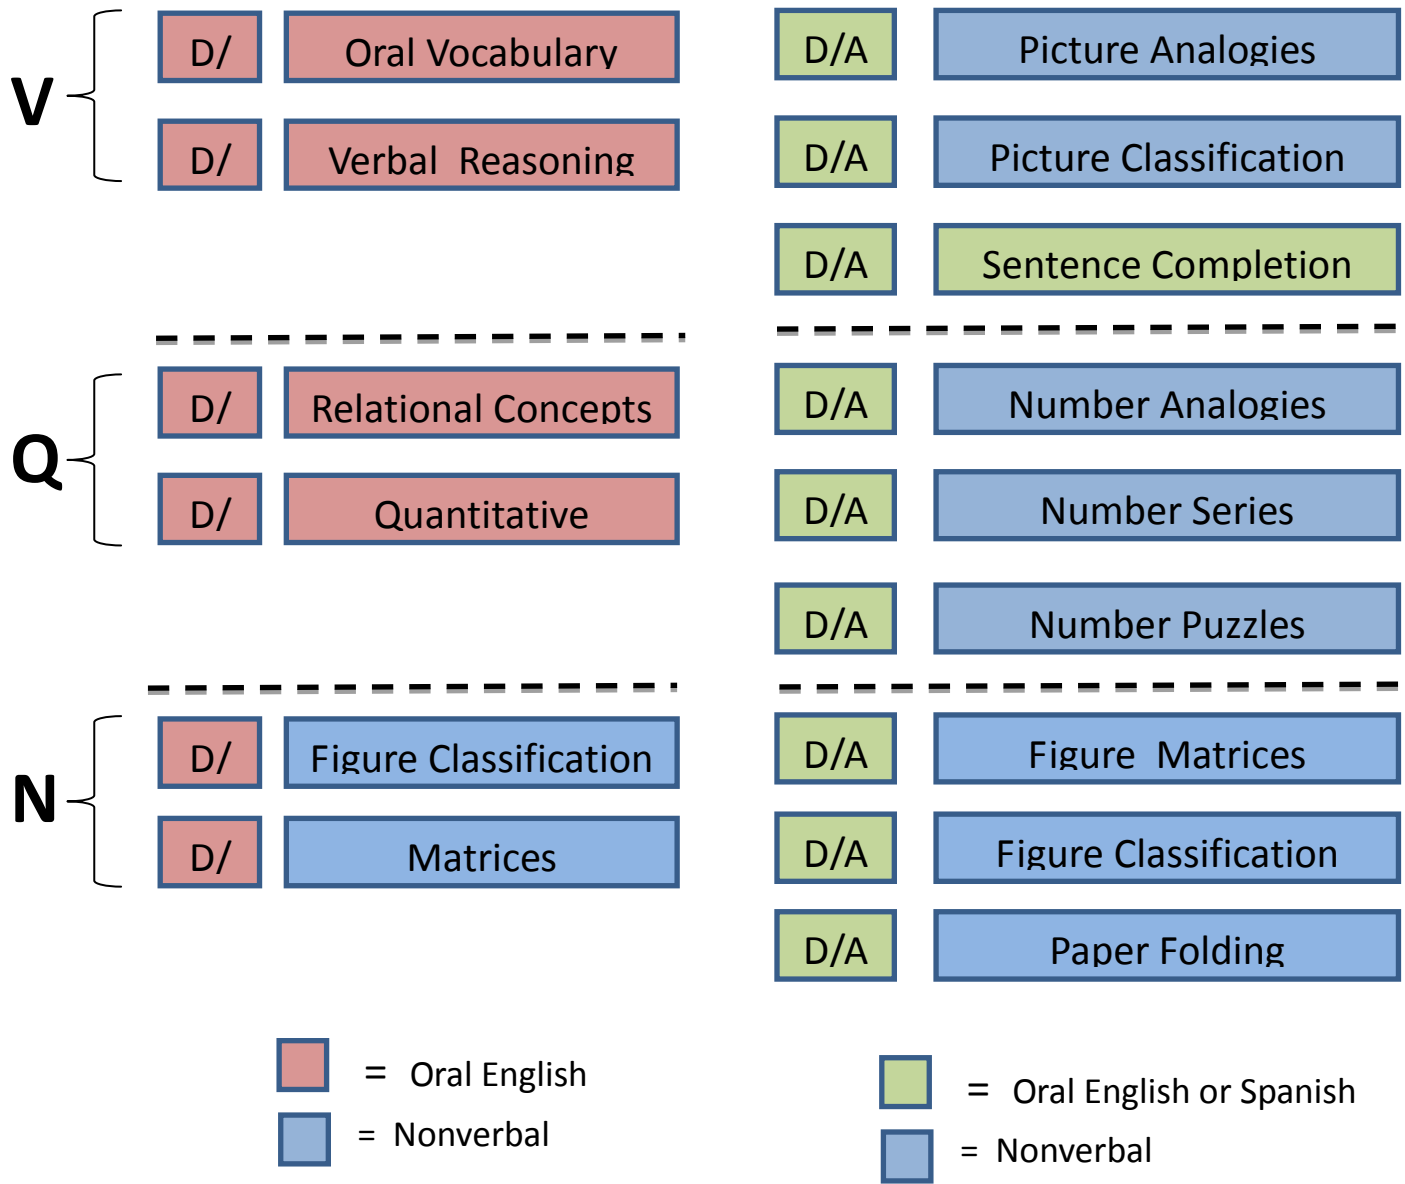 V
D/ Oral Vocabulary
D/A Picture Analogies
D/ Verbal Reasoning
D/A Picture Classification
D/A Sentence Completion
Q
D/ Relational Concepts
D/A Number Analogies
D/ Quantitative
D/A Number Series
D/A Number Puzzles
N
D/ Figure Classification
D/A Figure Matrices
D/ Matrices
D/A Figure Classification
D/A Paper Folding
= Oral English
= Oral English or Spanish
= Nonverbal
= Nonverbal